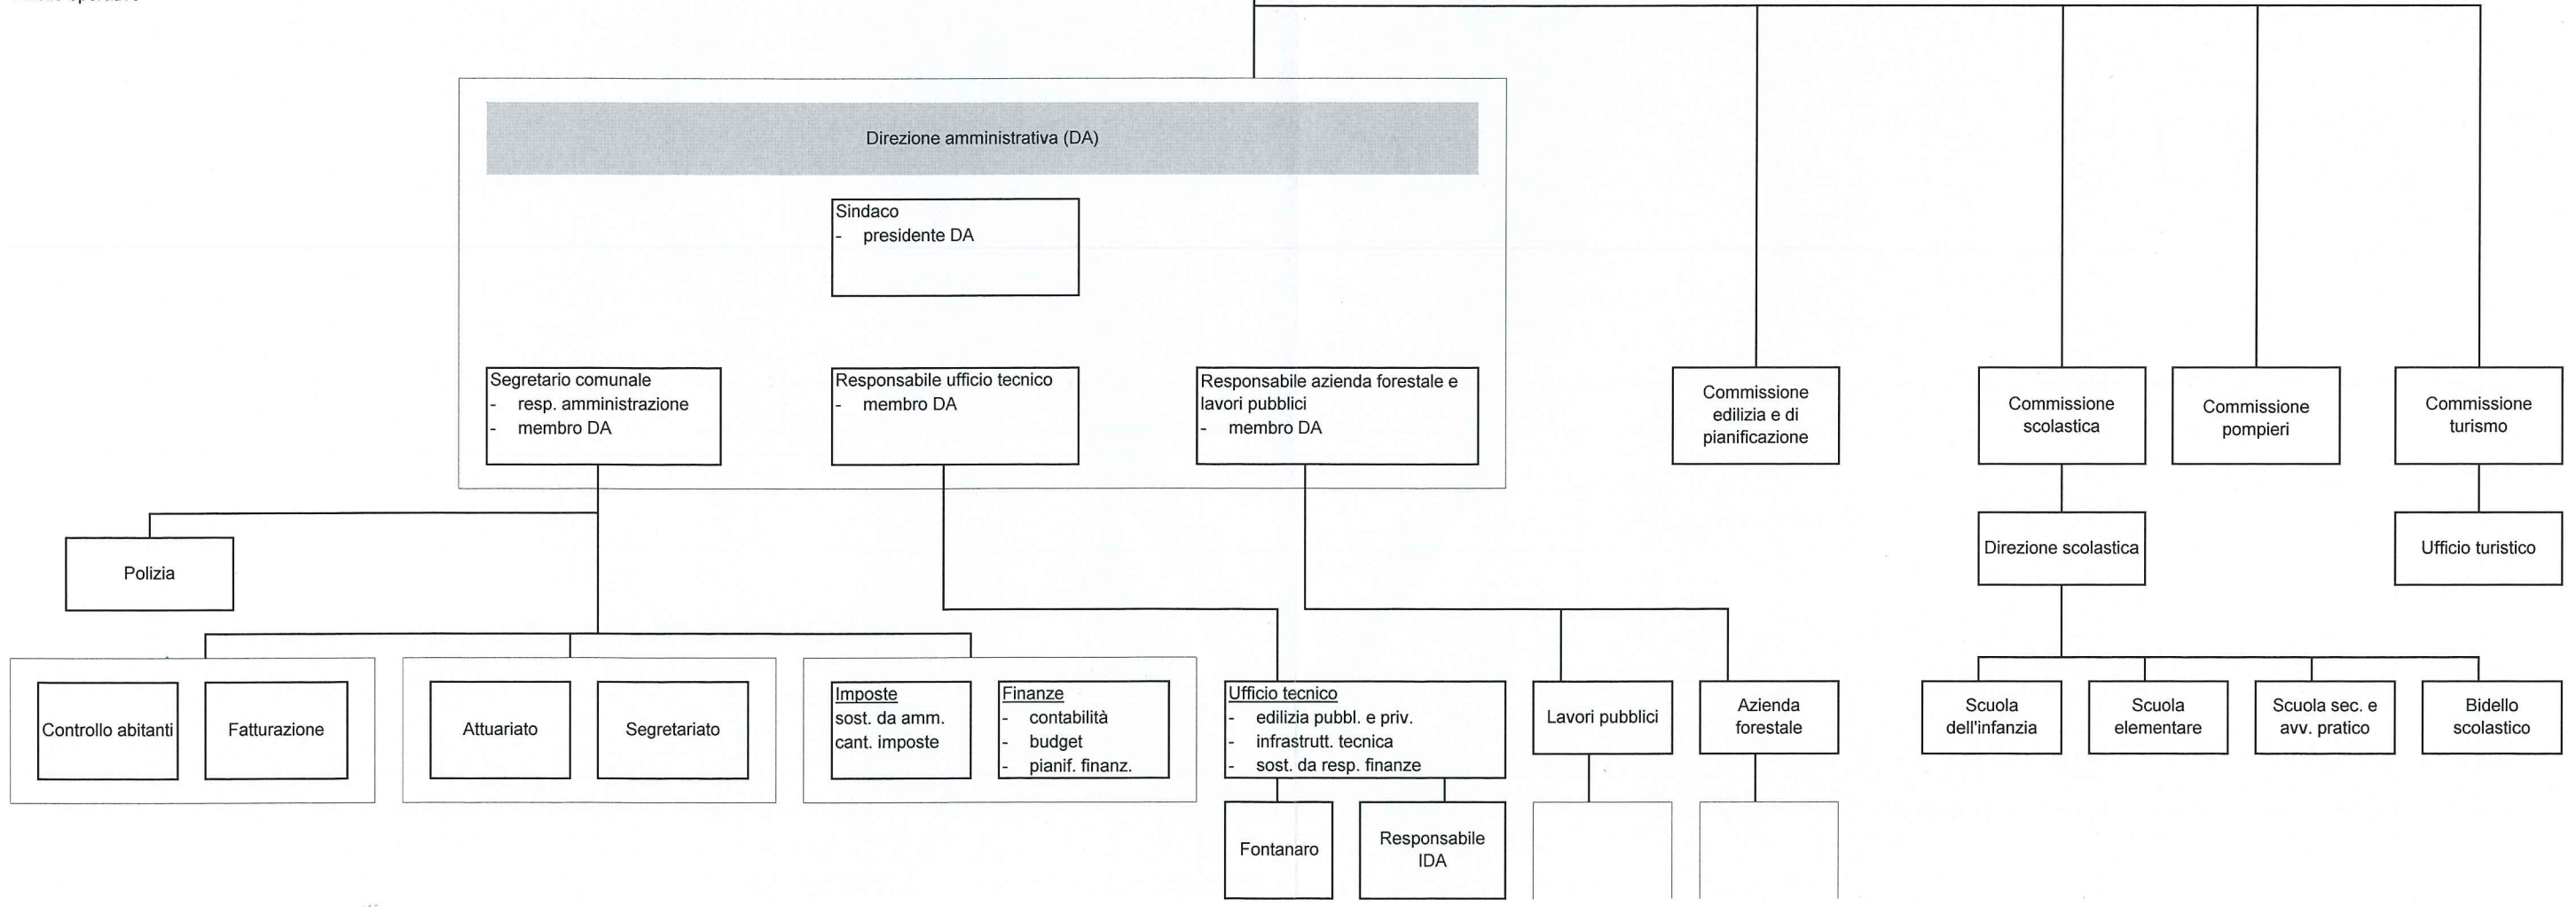 Direzione amministrativa (DA)
Sindaco
- presidente DA
Segretario comunale
- resp. amministrazione
- membro DA
Responsabile ufficio tecnico
- membro DA
Responsabile azienda forestale e
lavori pubblici
- membro DA
Commissione
edilizia e di
pianificazione
Commissione
scolastica
Commissione
pompieri
Commissione
turismo
Polizia
Direzione scolastica
Ufficio turistico
Controllo abitanti
Fatturazione
Attuariato
Segretariato
Imposte
sost. da amm.
cant. imposte
Finanze
- contabilità
- budget
- pianif. finanz.
Ufficio tecnico
- edilizia pubbl. e priv.
- infrastrutt. tecnica
- sost. da resp. finanze
Lavori pubblici
Azienda
forestale
Scuola
dell'infanzia
Scuola
elementare
Scuola sec. e
avv. pratico
Bidello
scolastico
Fontanaro
Responsabile
IDA